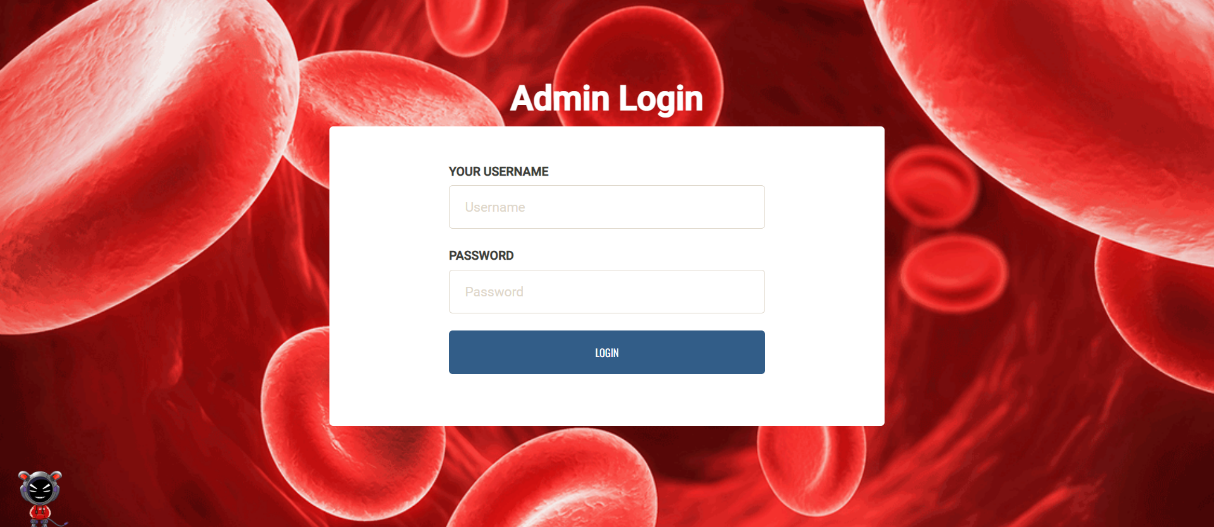 Admin Login
YOUR USERNAME
Username
PASSWORD
Password
LOGIN